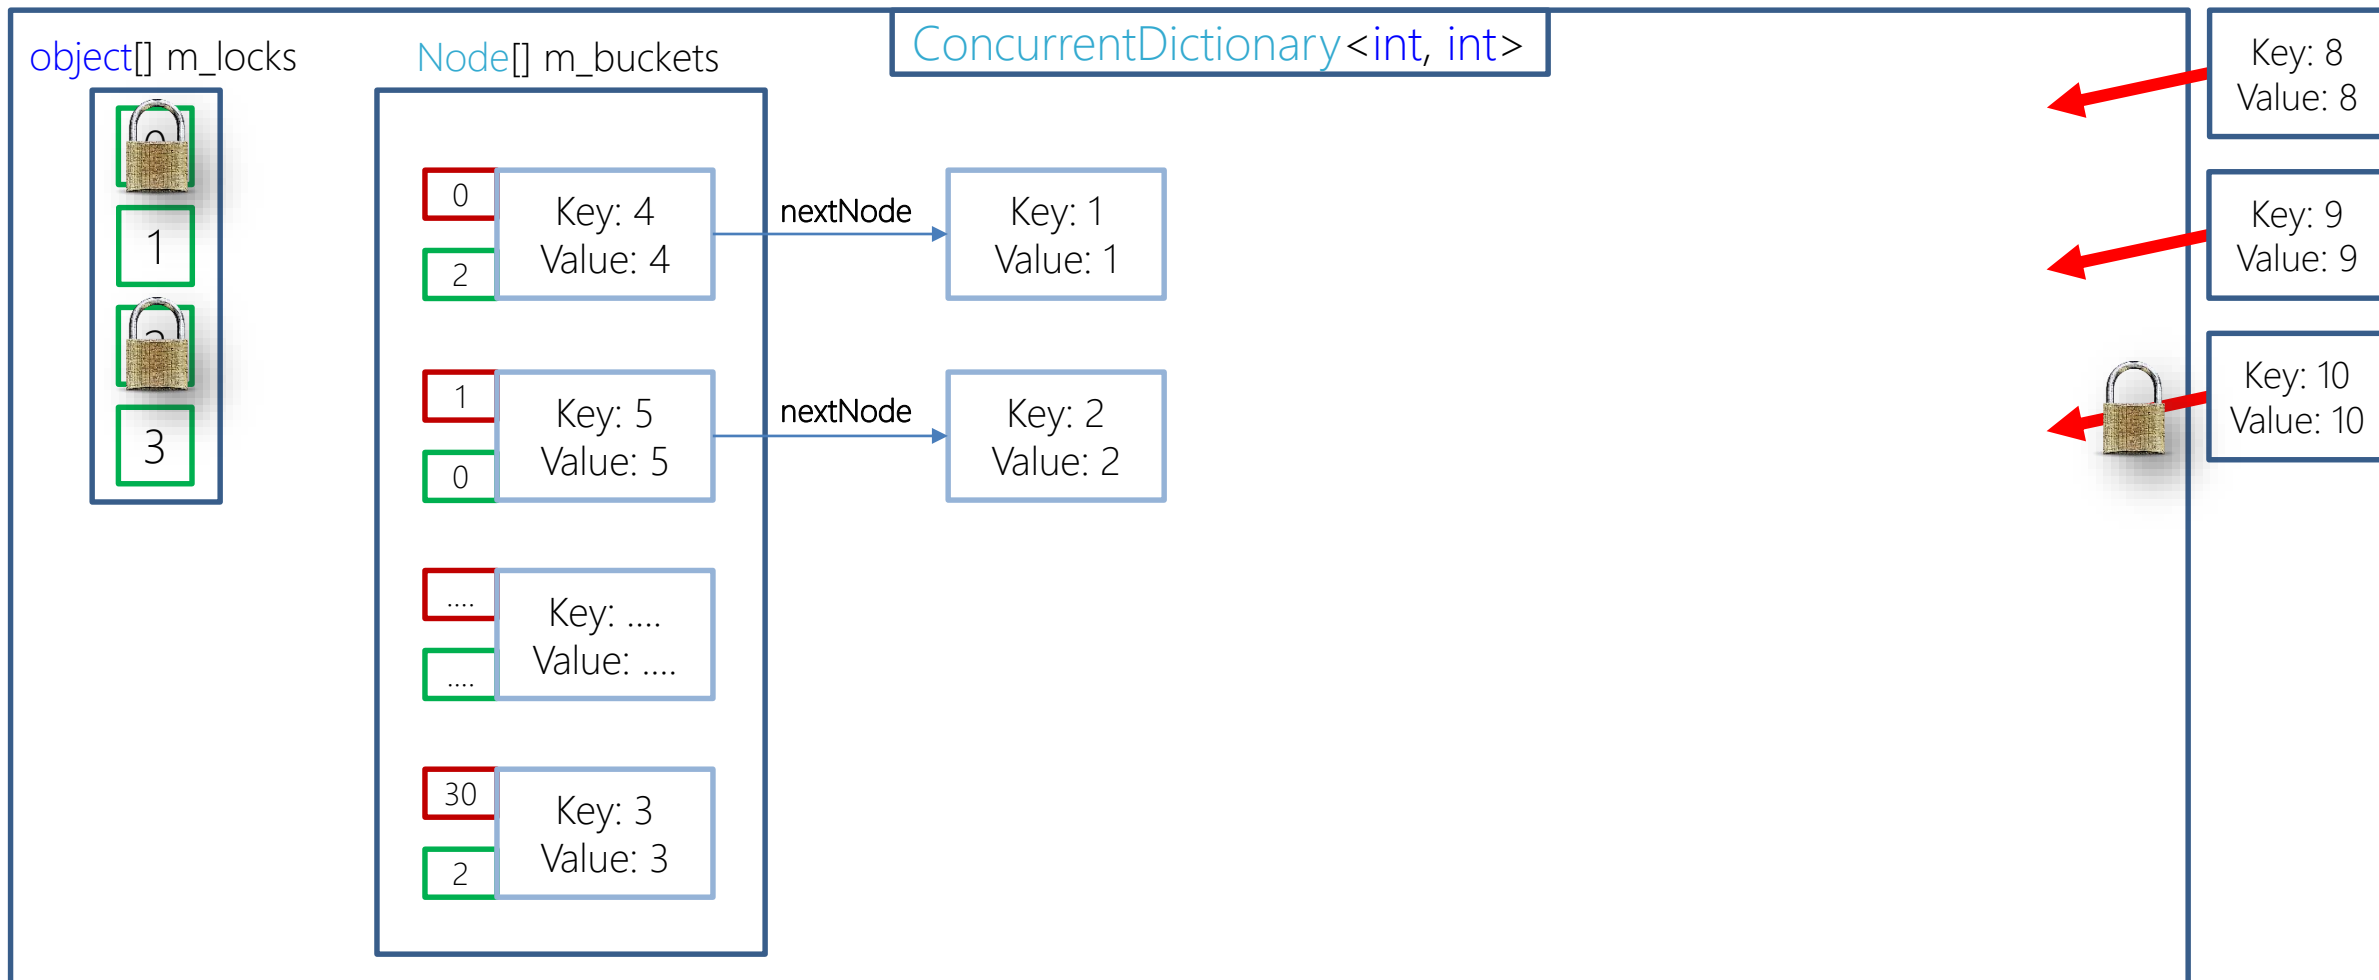 ConcurrentDictionary<int, int>
object[] m_locks
1
3
Node[] m_buckets
0
2
Key: 4
Value: 4
nextNode
Key: 1
Value: 1
1
0
Key: 5
Value: 5
nextNode
Key: 2
Value: 2
....
....
Key: ....
Value: ....
30
2
Key: 3
Value: 3
Key: 8
Value: 8
Key: 9
Value: 9
Key: 10
Value: 10